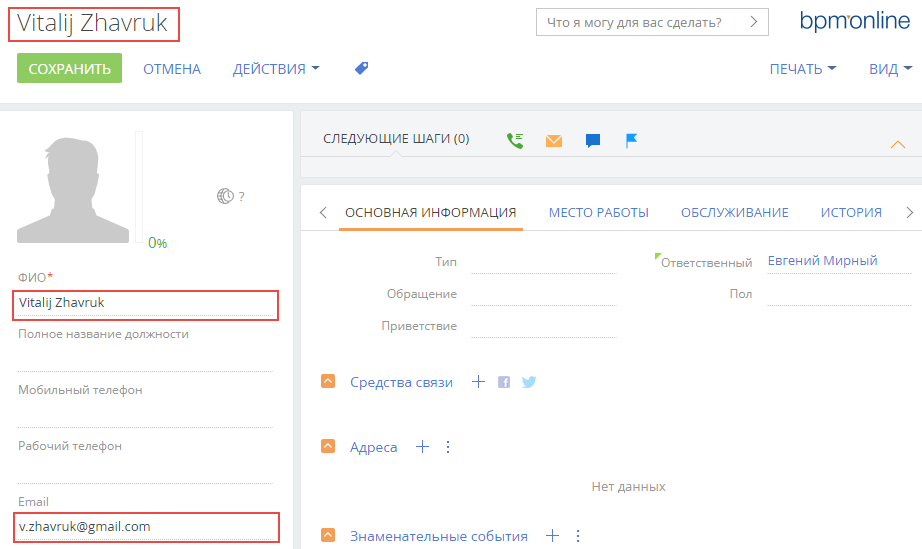 Vitalij Zhavruk
Что я могу для вас сделать?
bpm'online
СОХРАНИТЬ
ОТМЕНА
ДЕЙСТВИЯ
ПЕЧАТЬ
ВИД
0%
?
ФИО*
Vitalij Zhavruk
Полное название должности
Мобильный телефон
Рабочий телефон
Email
v.zhavruk@gmail.com
СЛЕДУЮЩИЕ ШАГИ (0)
ОСНОВНАЯ ИНФОРМАЦИЯ
МЕСТО РАБОТЫ
ОБСЛУЖИВАНИЕ
ИСТОРИЯ
Тип
Ответственный
Евгений Мирный
Обращение
Пол
Приветствие
Средства связи
Адреса
Нет данных
Знаменательные события